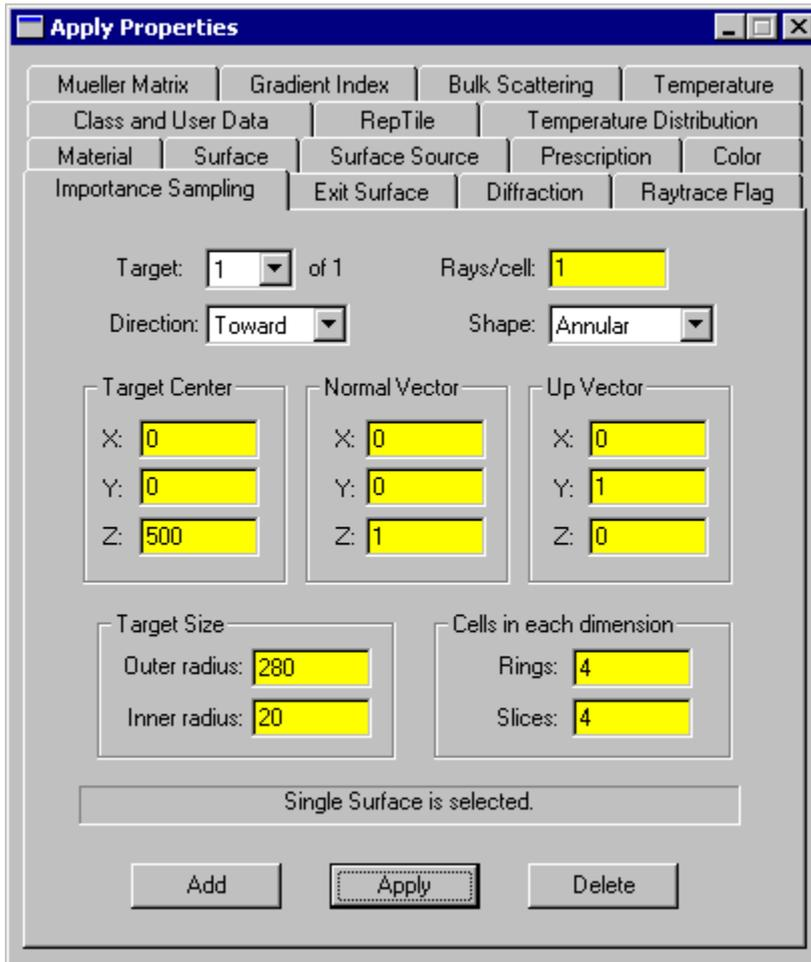 Apply Properties
Mueller Matrix Gradient Index Bulk Scattering Temperature
Class and User Data RepTile Temperature Distribution
Material Surface Surface Source Prescription Color
Importance Sampling Exit Surface Diffraction Raytrace Flag
Target: 1 of 1 Rays/cell: 1
Direction: Toward Shape: Annular
Target Center Normal Vector Up Vector
X: 0 X: 0 X: 0
Y: 0 Y: 0 Y: 1
Z: 500 Z: 1 Z: 0
Target Size Cells in each dimension
Outer radius: 280 Rings: 4
Inner radius: 20 Slices: 4
Single Surface is selected.
Add Apply Delete